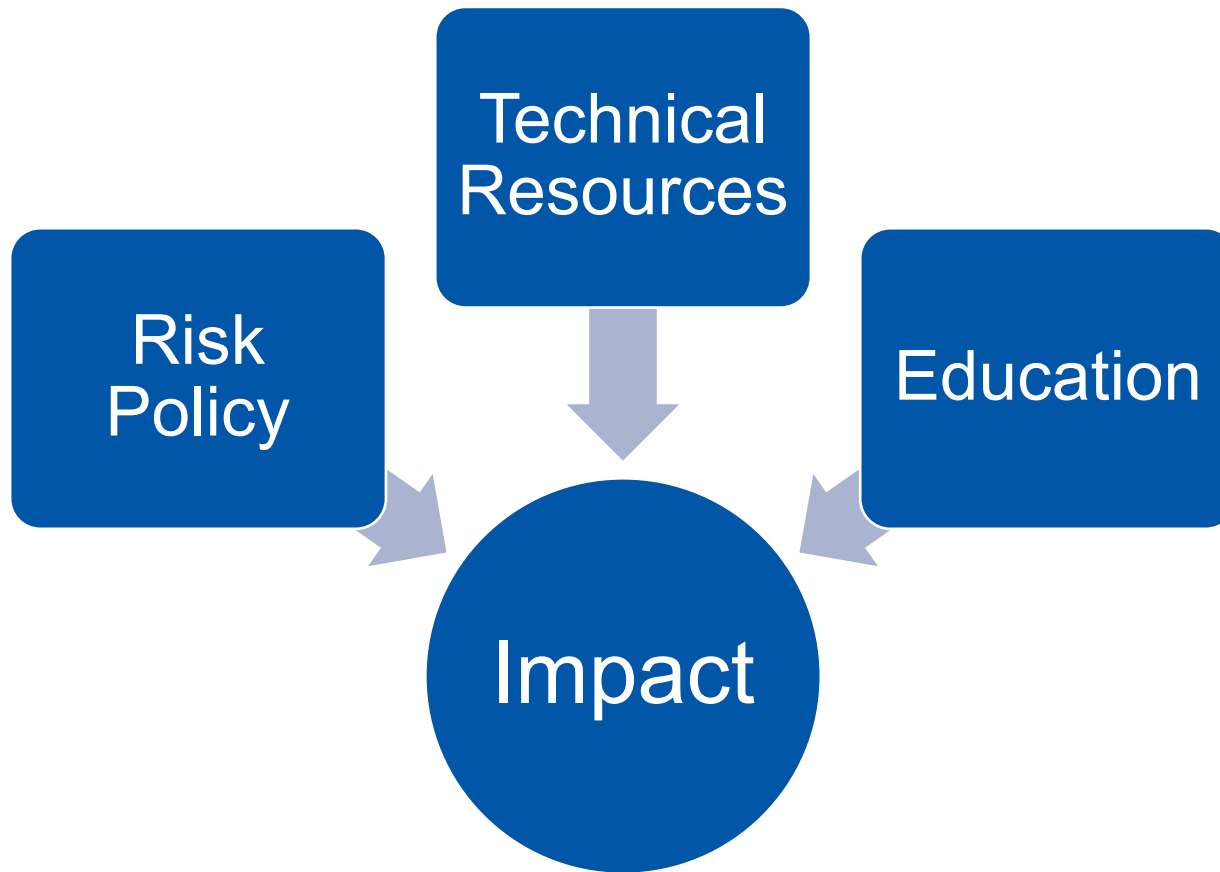 Technical
Resources
Risk
Policy
Education
Impact